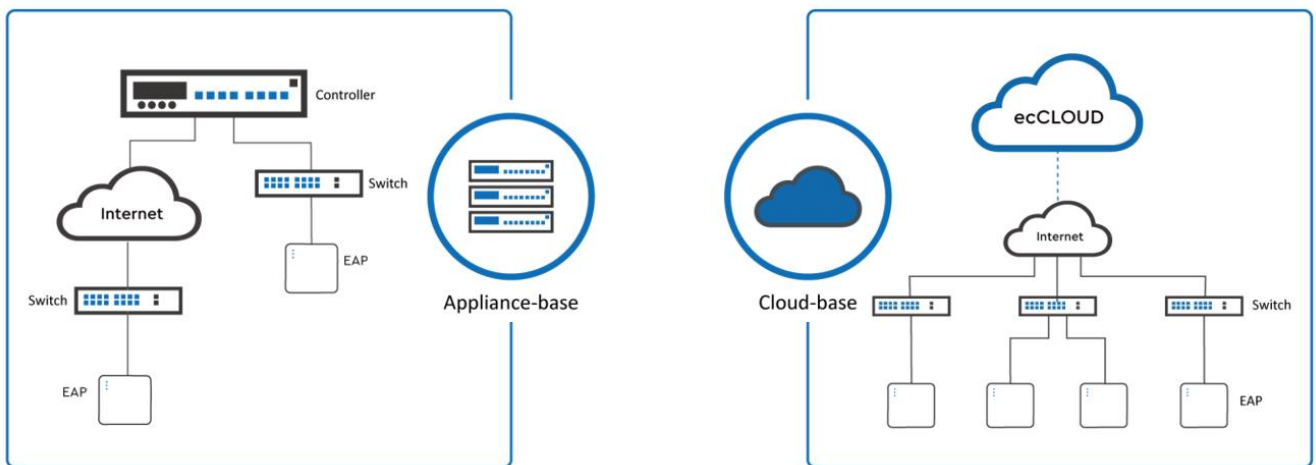 Controller
Switch
Internet
EAP
Switch
EAP
Appliance-base
ecCLOUD
Internet
Cloud-base
Switch
EAP